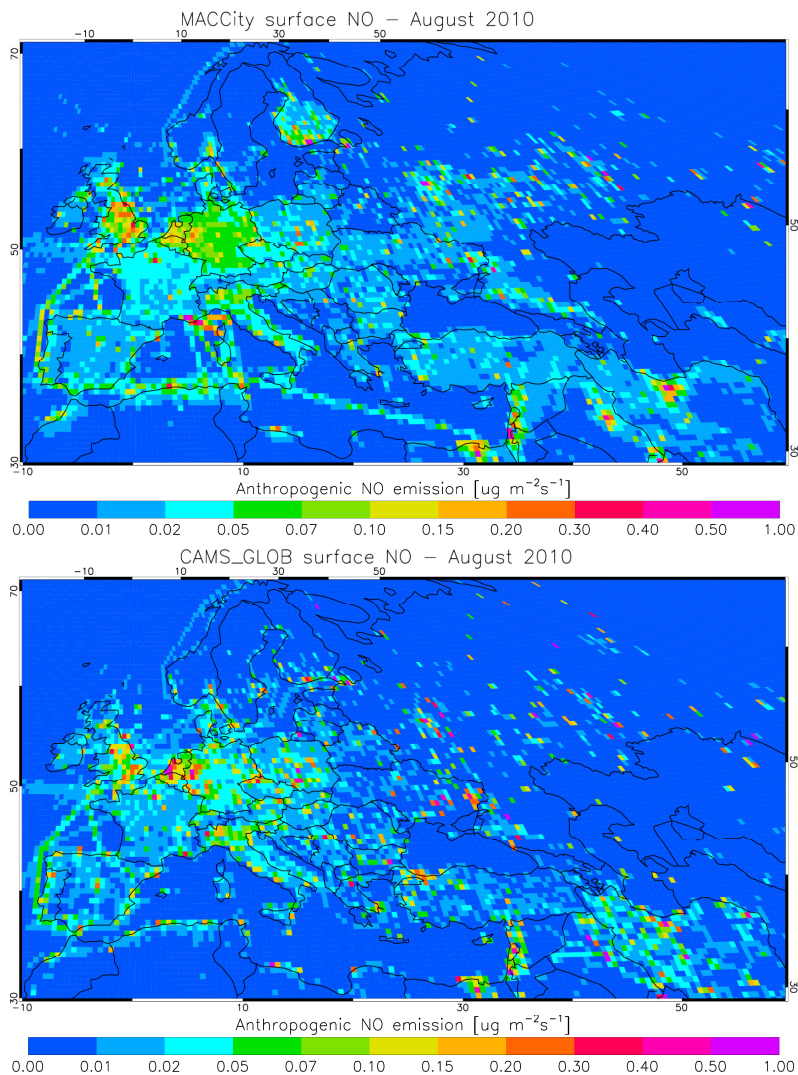 MACCity surface NO – August 2010
-10 10 30 50
70
50
30
50
30
-10 10 30 50
Anthropogenic NO emission [ug m⁻²s⁻¹]
0.00 0.01 0.02 0.05 0.07 0.10 0.15 0.20 0.30 0.40 0.50 1.00
CAMS_GLOB surface NO – August 2010
-10 10 30 50
70
50
30
50
30
-10 10 30 50
Anthropogenic NO emission [ug m⁻²s⁻¹]
0.00 0.01 0.02 0.05 0.07 0.10 0.15 0.20 0.30 0.40 0.50 1.00